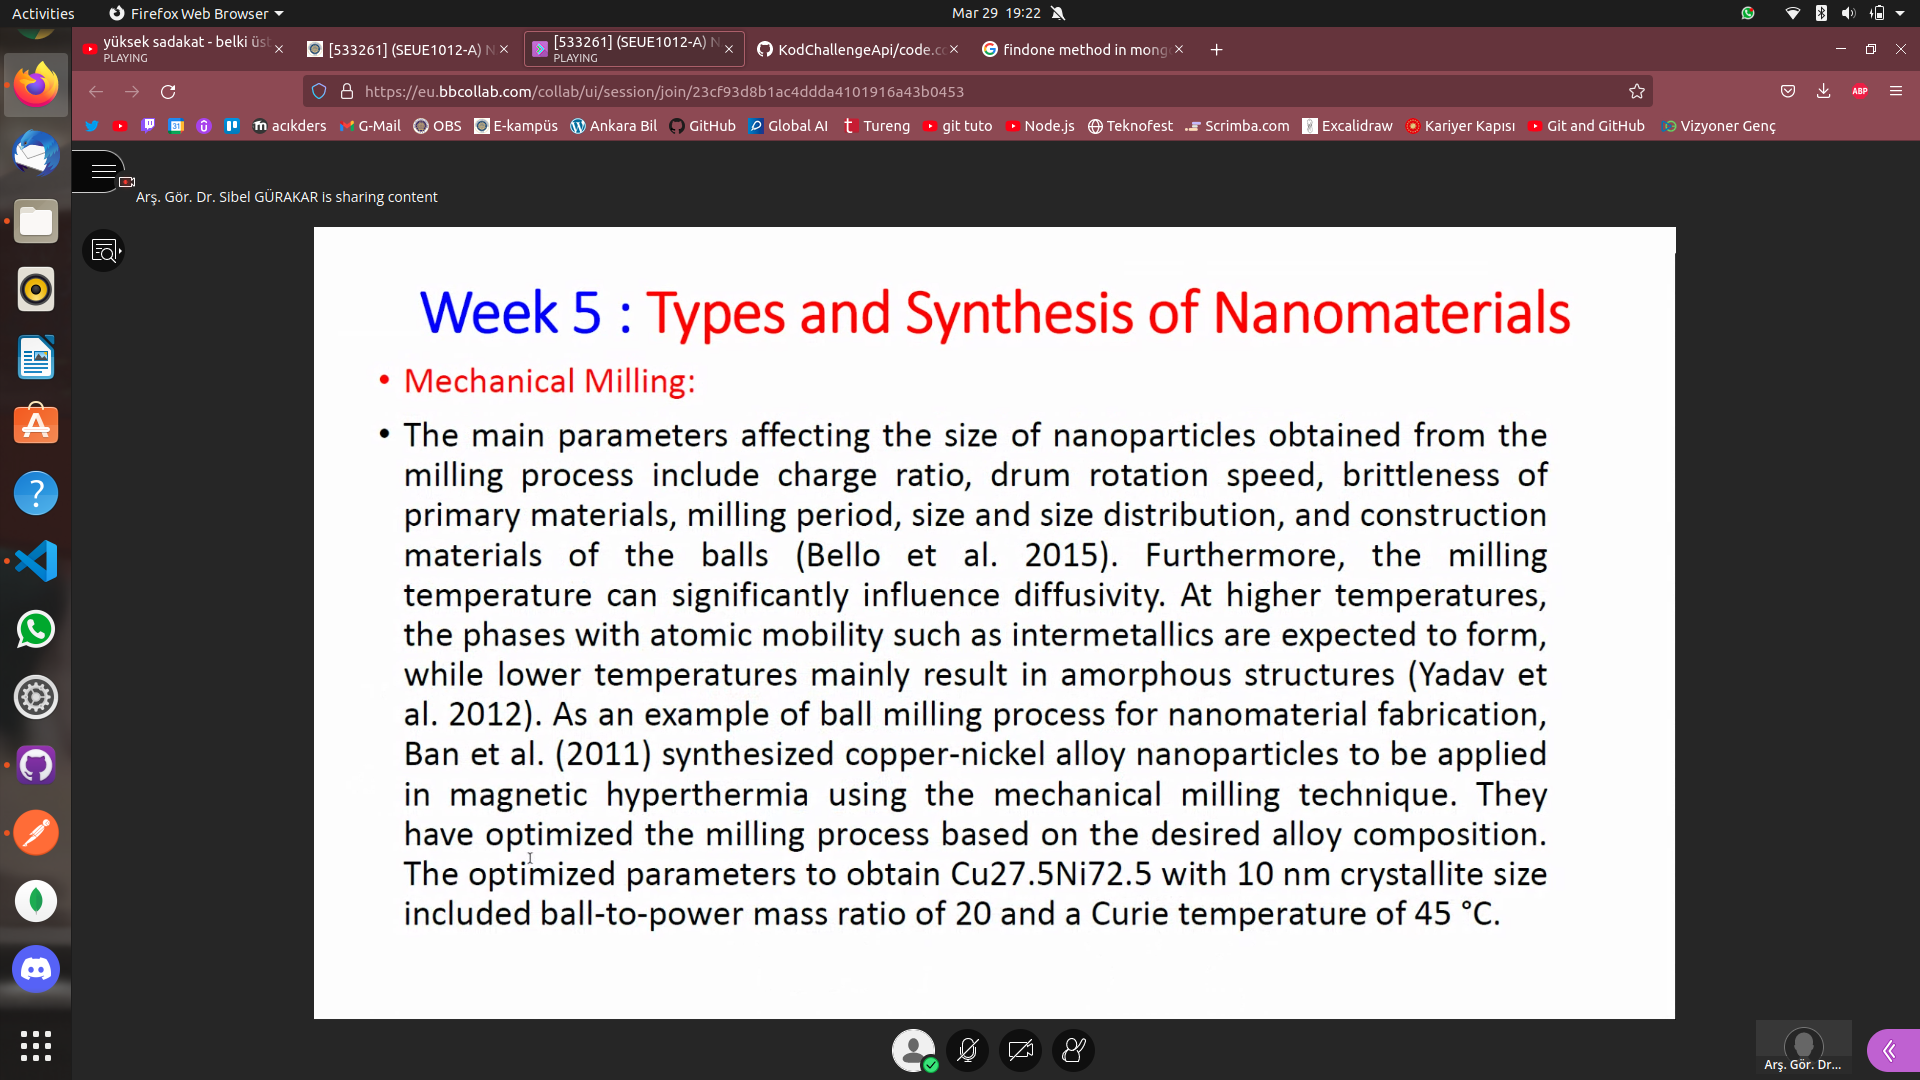 Activities
Firefox Web Browser
Mar 29 19:22
yüksek sadakat - belki üst
PLAYING
[533261] (SEUE1012-A) N
[533261] (SEUE1012-A) N
PLAYING
KodChallengeApi/code.cc
findone method in mong
https://eu.bbcollab.com/collab/ui/session/join/23cf93d8b1ac4ddda4101916a43b0453
ABP
31
m acıkders
G-Mail
OBS
E-kampüs
Ankara Bil
GitHub
Global AI
Tureng
git tuto
Node.js
Teknofest
Scrimba.com
Excalidraw
Kariyer Kapısı
Git and GitHub
Vizyoner Genç
Arş. Gör. Dr. Sibel GÜRAKAR is sharing content
Week 5 : Types and Synthesis of Nanomaterials
• Mechanical Milling:
• The main parameters affecting the size of nanoparticles obtained from the
milling process include charge ratio, drum rotation speed, brittleness of
primary materials, milling period, size and size distribution, and construction
materials of the balls (Bello et al. 2015). Furthermore, the milling
temperature can significantly influence diffusivity. At higher temperatures,
the phases with atomic mobility such as intermetallics are expected to form,
while lower temperatures mainly result in amorphous structures (Yadav et
al. 2012). As an example of ball milling process for nanomaterial fabrication,
Ban et al. (2011) synthesized copper-nickel alloy nanoparticles to be applied
in magnetic hyperthermia using the mechanical milling technique. They
have optimized the milling process based on the desired alloy composition.
The optimized parameters to obtain Cu27.5Ni72.5 with 10 nm crystallite size
included ball-to-power mass ratio of 20 and a Curie temperature of 45 °C.
Arş. Gör. Dr...